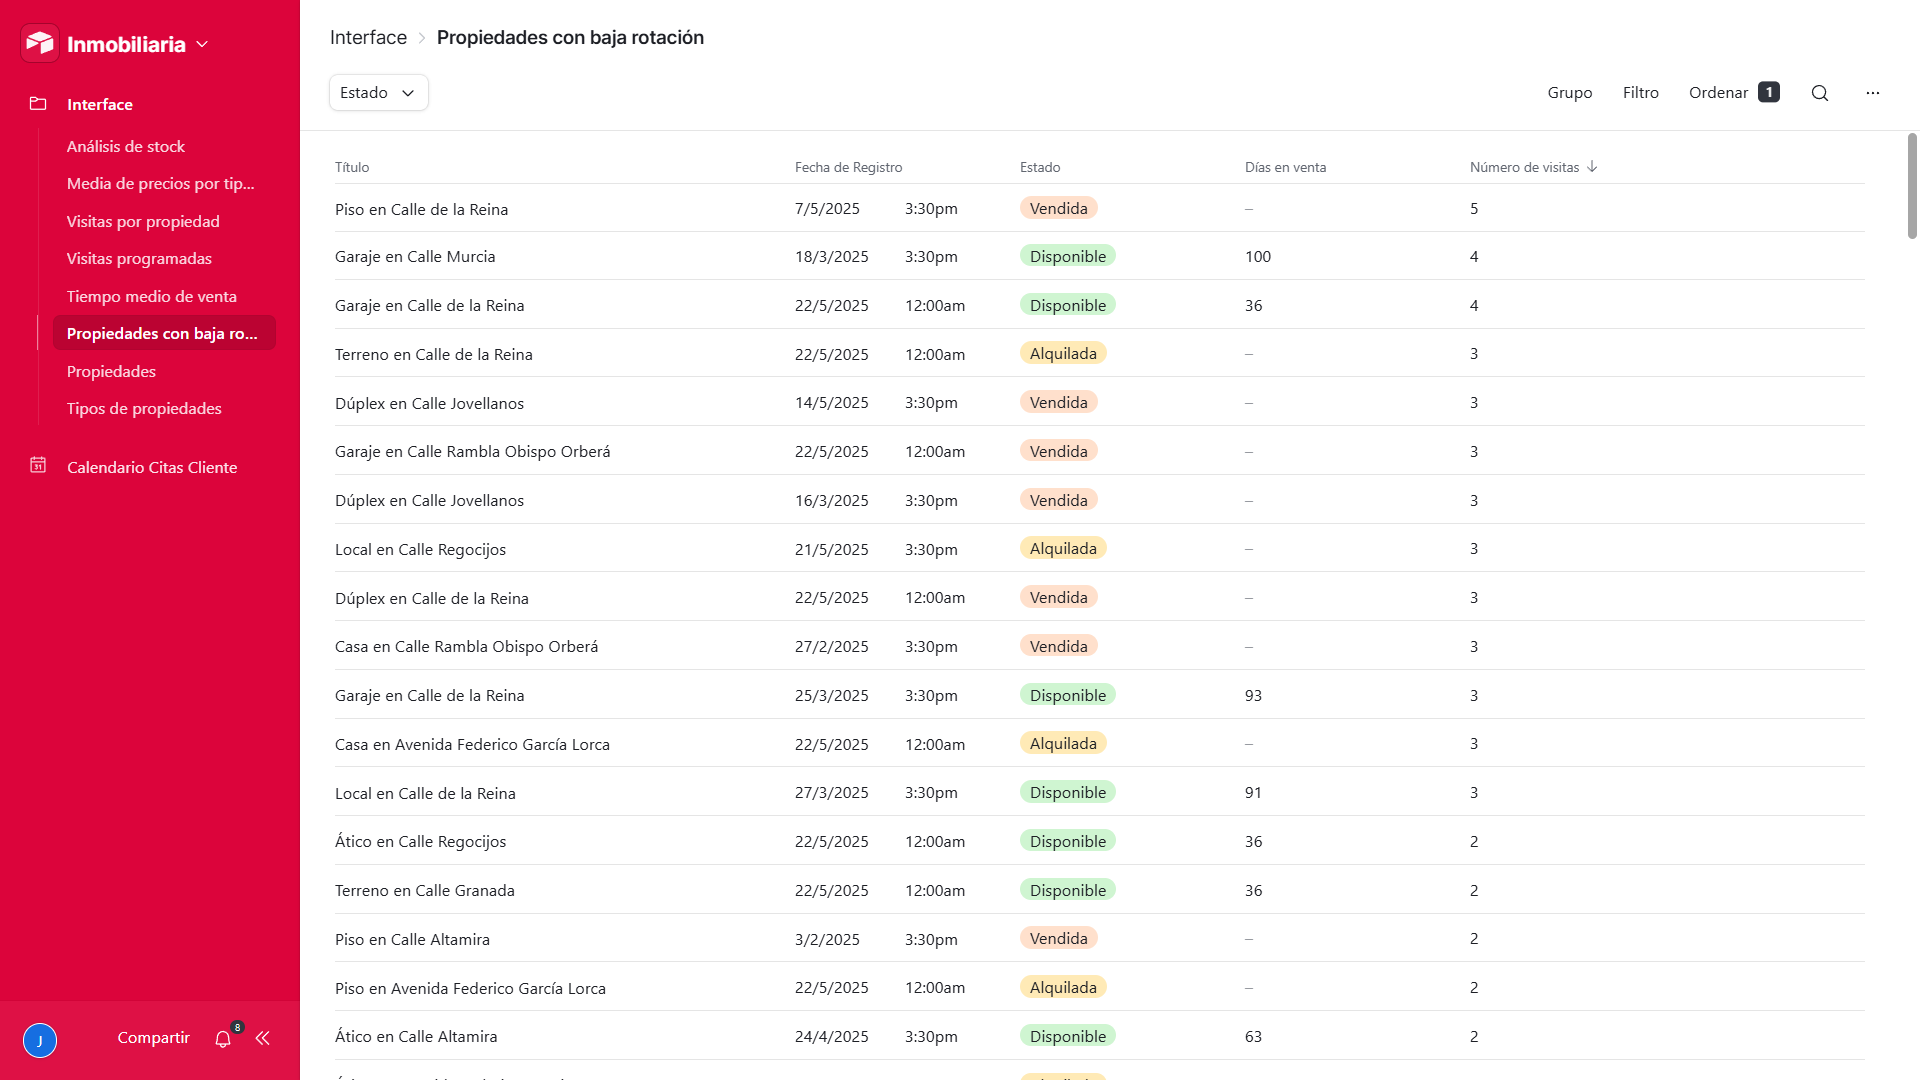 Inmobiliaria
Interface
Análisis de stock
Media de precios por tip...
Visitas por propiedad
Visitas programadas
Tiempo medio de venta
Propiedades con baja ro...
Propiedades
Tipos de propiedades
Calendario Citas Cliente
J
Compartir
8
Interface > Propiedades con baja rotación
Estado
Grupo Filtro Ordenar 1
Título Fecha de Registro Estado Días en venta Número de visitas
Piso en Calle de la Reina 7/5/2025 3:30pm Vendida – 5
Garaje en Calle Murcia 18/3/2025 3:30pm Disponible 100 4
Garaje en Calle de la Reina 22/5/2025 12:00am Disponible 36 4
Terreno en Calle de la Reina 22/5/2025 12:00am Alquilada – 3
Dúplex en Calle Jovellanos 14/5/2025 3:30pm Vendida – 3
Garaje en Calle Rambla Obispo Orberá 22/5/2025 12:00am Vendida – 3
Dúplex en Calle Jovellanos 16/3/2025 3:30pm Vendida – 3
Local en Calle Regocijos 21/5/2025 3:30pm Alquilada – 3
Dúplex en Calle de la Reina 22/5/2025 12:00am Vendida – 3
Casa en Calle Rambla Obispo Orberá 27/2/2025 3:30pm Vendida – 3
Garaje en Calle de la Reina 25/3/2025 3:30pm Disponible 93 3
Casa en Avenida Federico García Lorca 22/5/2025 12:00am Alquilada – 3
Local en Calle de la Reina 27/3/2025 3:30pm Disponible 91 3
Ático en Calle Regocijos 22/5/2025 12:00am Disponible 36 2
Terreno en Calle Granada 22/5/2025 12:00am Disponible 36 2
Piso en Calle Altamira 3/2/2025 3:30pm Vendida – 2
Piso en Avenida Federico García Lorca 22/5/2025 12:00am Alquilada – 2
Ático en Calle Altamira 24/4/2025 3:30pm Disponible 63 2